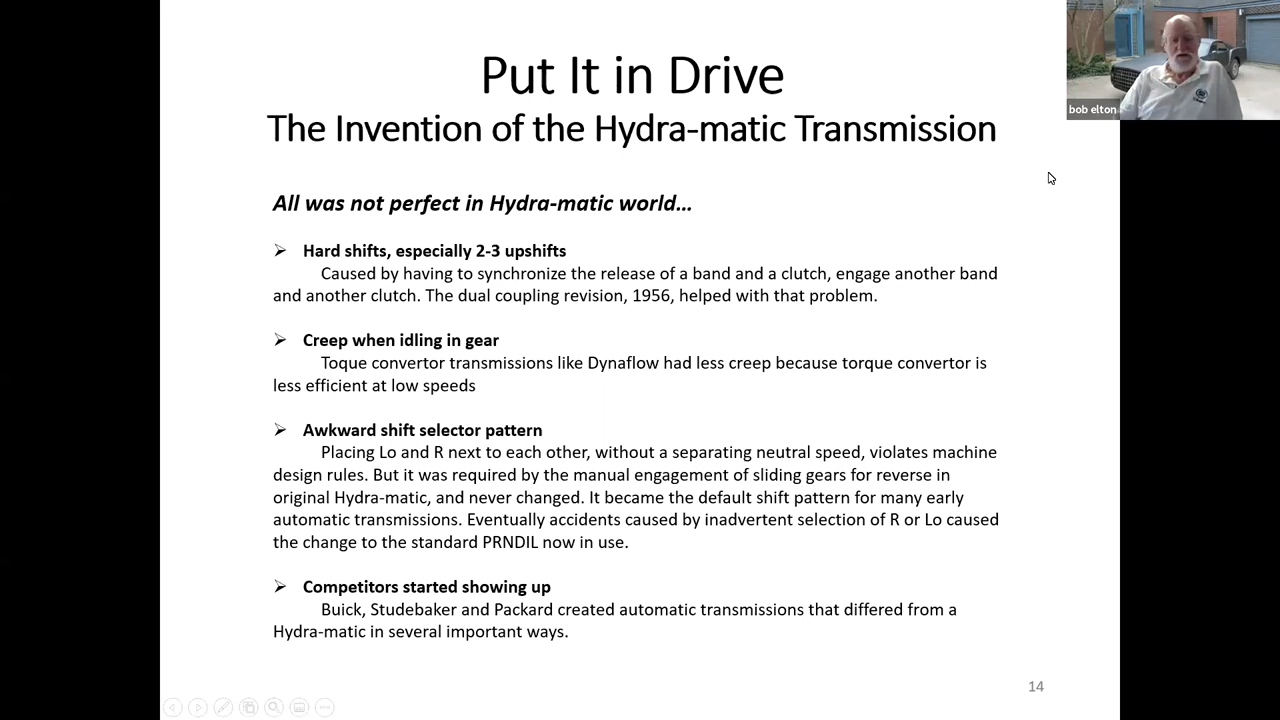 Put It in Drive
The Invention of the Hydra-matic Transmission
bob elton
All was not perfect in Hydra-matic world...
Hard shifts, especially 2-3 upshifts
Caused by having to synchronize the release of a band and a clutch, engage another band
and another clutch. The dual coupling revision, 1956, helped with that problem.
Creep when idling in gear
Toque convertor transmissions like Dynaflow had less creep because torque convertor is
less efficient at low speeds
Awkward shift selector pattern
Placing Lo and R next to each other, without a separating neutral speed, violates machine
design rules. But it was required by the manual engagement of sliding gears for reverse in
original Hydra-matic, and never changed. It became the default shift pattern for many early
automatic transmissions. Eventually accidents caused by inadvertent selection of R or Lo caused
the change to the standard PRNDIL now in use.
Competitors started showing up
Buick, Studebaker and Packard created automatic transmissions that differed from a
Hydra-matic in several important ways.
14